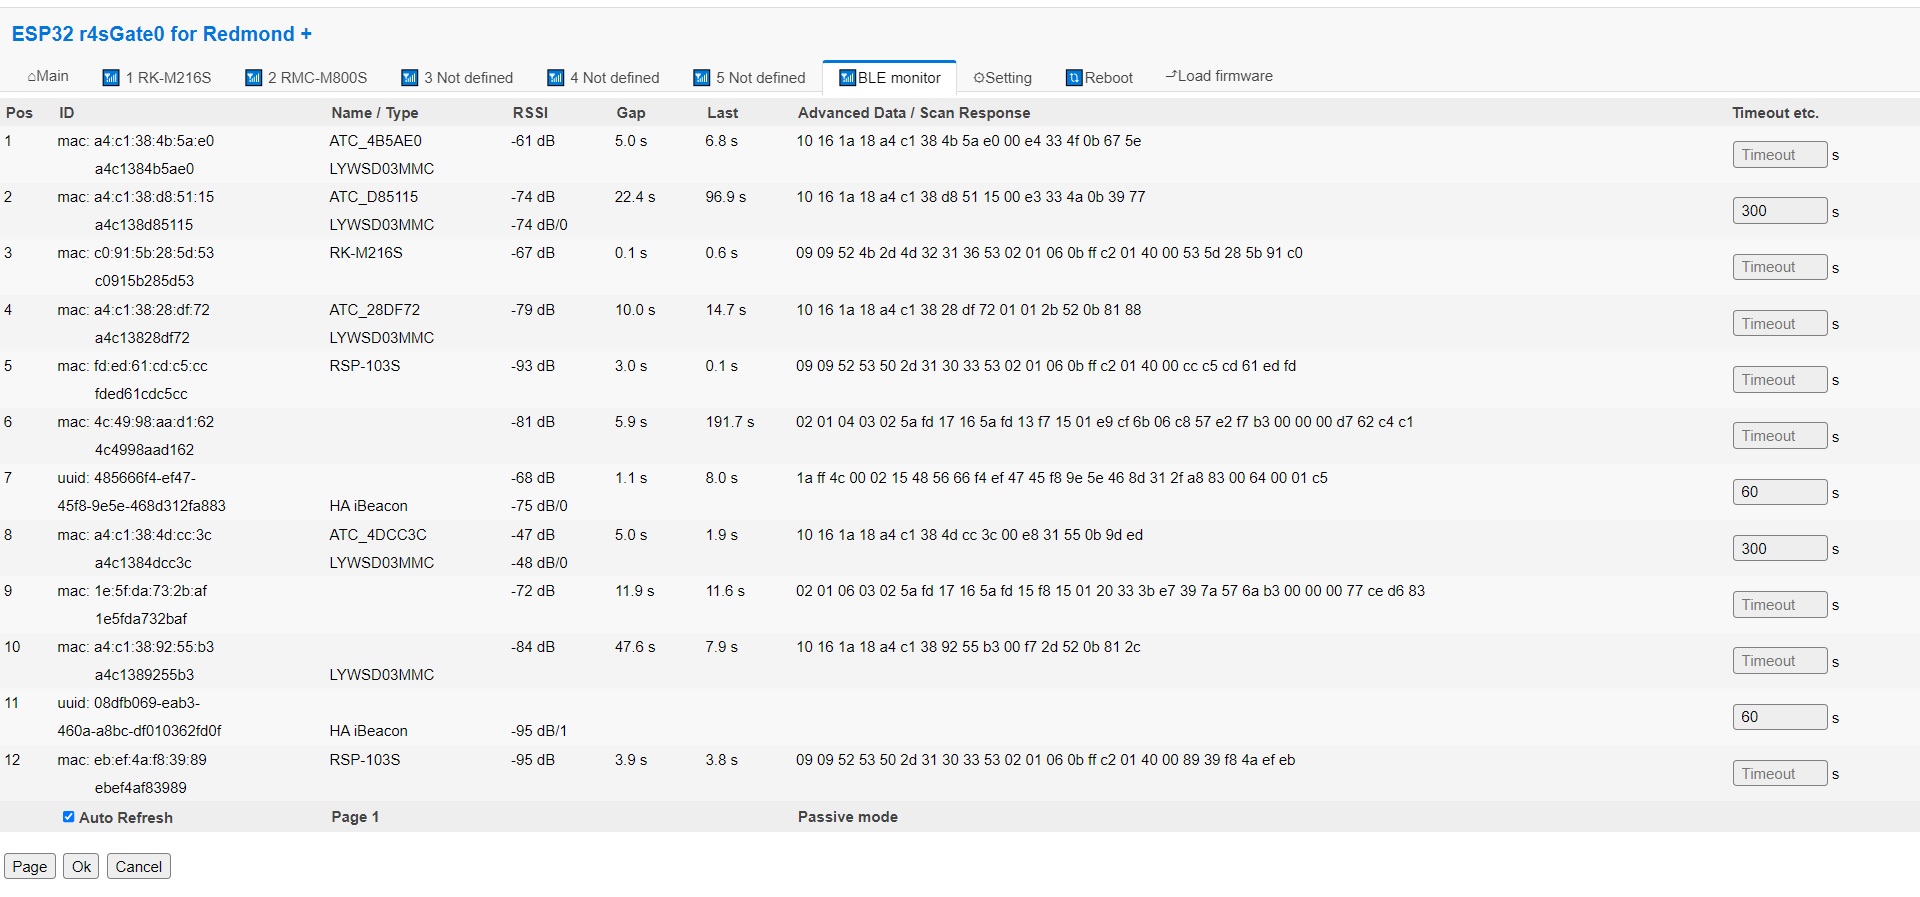 ESP32 r4sGate0 for Redmond +
⌂Main 1 RK-M216S 2 RMC-M800S 3 Not defined 4 Not defined 5 Not defined BLE monitor ⚙Setting Reboot Load firmware
Pos ID Name / Type RSSI Gap Last Advanced Data / Scan Response Timeout etc.
1 mac: a4:c1:38:4b:5a:e0 ATC_4B5AE0 -61 dB 5.0 s 6.8 s 10 16 1a 18 a4 c1 38 4b 5a e0 00 e4 33 4f 0b 67 5e Timeout s
a4c1384b5ae0 LYWSD03MMC
2 mac: a4:c1:38:d8:51:15 ATC_D85115 -74 dB 22.4 s 96.9 s 10 16 1a 18 a4 c1 38 d8 51 15 00 e3 33 4a 0b 39 77 300 s
a4c138d85115 LYWSD03MMC -74 dB/0
3 mac: c0:91:5b:28:5d:53 RK-M216S -67 dB 0.1 s 0.6 s 09 09 52 4b 2d 4d 32 31 36 53 02 01 06 0b ff c2 01 40 00 53 5d 28 5b 91 c0 Timeout s
c0915b285d53
4 mac: a4:c1:38:28:df:72 ATC_28DF72 -79 dB 10.0 s 14.7 s 10 16 1a 18 a4 c1 38 28 df 72 01 01 2b 52 0b 81 88 Timeout s
a4c13828df72 LYWSD03MMC
5 mac: fd:ed:61:cd:c5:cc RSP-103S -93 dB 3.0 s 0.1 s 09 09 52 53 50 2d 31 30 33 53 02 01 06 0b ff c2 01 40 00 cc c5 cd 61 ed fd Timeout s
fded61cdc5cc
6 mac: 4c:49:98:aa:d1:62 -81 dB 5.9 s 191.7 s 02 01 04 03 02 5a fd 17 16 5a fd 13 f7 15 01 e9 cf 6b 06 c8 57 e2 f7 b3 00 00 00 d7 62 c4 c1 Timeout s
4c4998aad162
7 uuid: 485666f4-ef47- -68 dB 1.1 s 8.0 s 1a ff 4c 00 02 15 48 56 66 f4 ef 47 45 f8 9e 5e 46 8d 31 2f a8 83 00 64 00 01 c5 60 s
45f8-9e5e-468d312fa883 HA iBeacon -75 dB/0
8 mac: a4:c1:38:4d:cc:3c ATC_4DCC3C -47 dB 5.0 s 1.9 s 10 16 1a 18 a4 c1 38 4d cc 3c 00 e8 31 55 0b 9d ed 300 s
a4c1384dcc3c LYWSD03MMC -48 dB/0
9 mac: 1e:5f:da:73:2b:af -72 dB 11.9 s 11.6 s 02 01 06 03 02 5a fd 17 16 5a fd 15 f8 15 01 20 33 3b e7 39 7a 57 6a b3 00 00 00 77 ce d6 83 Timeout s
1e5fda732baf
10 mac: a4:c1:38:92:55:b3 -84 dB 47.6 s 7.9 s 10 16 1a 18 a4 c1 38 92 55 b3 00 f7 2d 52 0b 81 2c Timeout s
a4c1389255b3 LYWSD03MMC
11 uuid: 08dfb069-eab3- 60 s
460a-a8bc-df010362fd0f HA iBeacon -95 dB/1
12 mac: eb:ef:4a:f8:39:89 RSP-103S -95 dB 3.9 s 3.8 s 09 09 52 53 50 2d 31 30 33 53 02 01 06 0b ff c2 01 40 00 89 39 f8 4a ef eb Timeout s
ebef4af83989
Auto Refresh Page 1 Passive mode
Page Ok Cancel